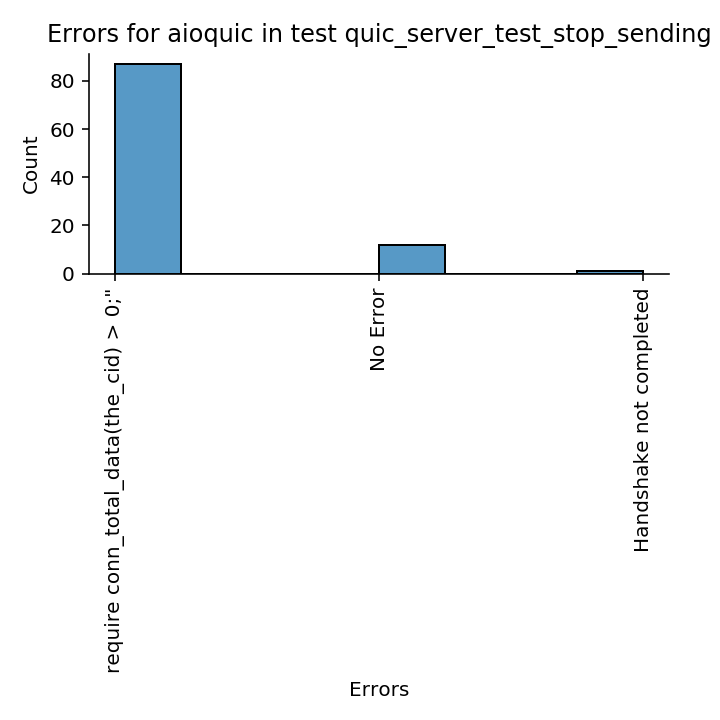 Errors for aioquic in test quic_server_test_stop_sending
Count
80
60
40
20
0
require conn_total_data(the_cid) > 0;"
No Error
Handshake not completed
Errors